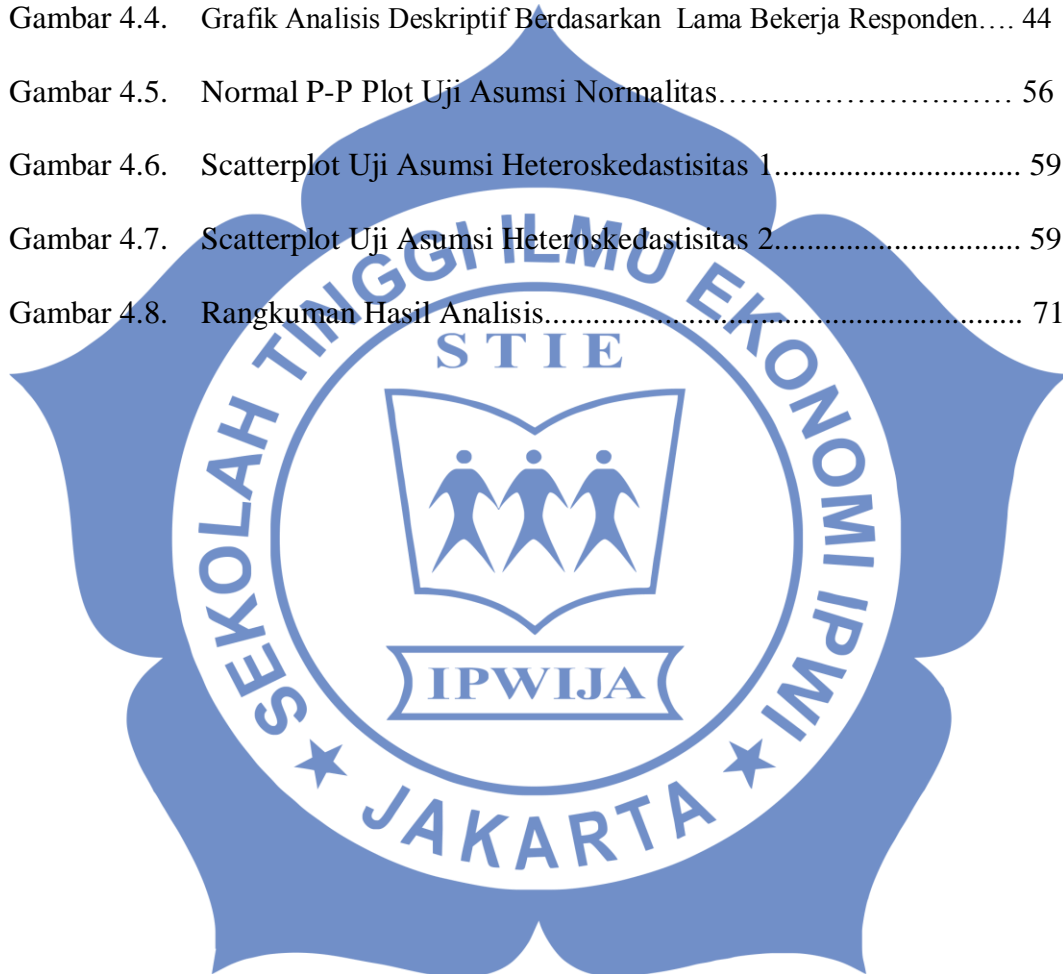 Gambar 4.4. Grafik Analisis Deskriptif Berdasarkan Lama Bekerja Responden…. 44
Gambar 4.5. Normal P-P Plot Uji Asumsi Normalitas……………………… 56
Gambar 4.6. Scatterplot Uji Asumsi Heteroskedastisitas 1............................. 59
Gambar 4.7. Scatterplot Uji Asumsi Heteroskedastisitas 2............................. 59
Gambar 4.8. Rangkuman Hasil Analisis........................................................ 71
SEKOLAH TINGGI ILMU EKONOMI IPWI
STIE
IPWIJA
★ JAKARTA ★